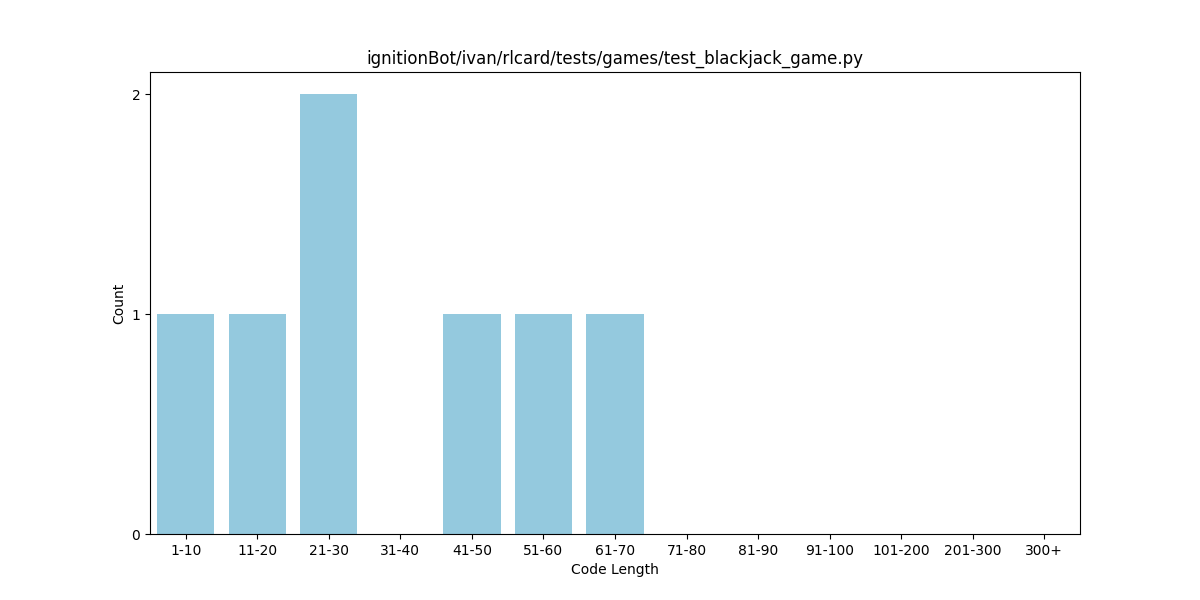 ignitionBot/ivan/rlcard/tests/games/test_blackjack_game.py
Count
2
1
0
1-10 11-20 21-30 31-40 41-50 51-60 61-70 71-80 81-90 91-100 101-200 201-300 300+
Code Length